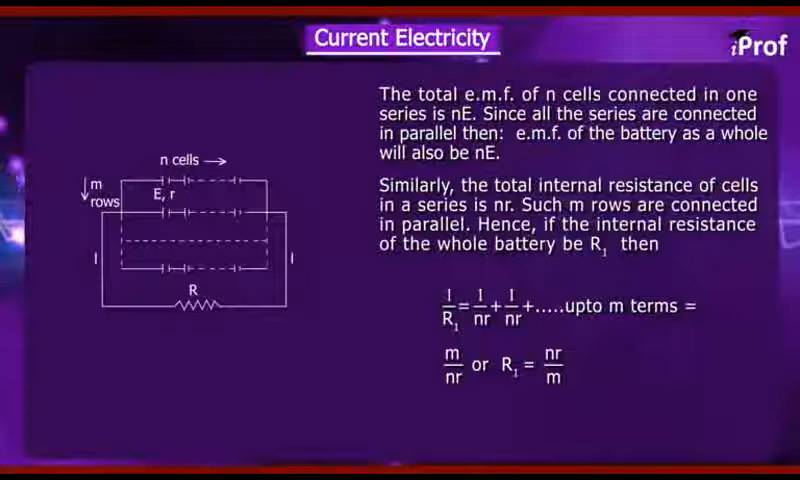 Current Electricity
iProf
The total e.m.f. of n cells connected in one
series is nE. Since all the series are connected
in parallel then: e.m.f. of the battery as a whole
will also be nE.
n cells →
↓ m
rows
E, r
I
I
R
Similarly, the total internal resistance of cells
in a series is nr. Such m rows are connected
in parallel. Hence, if the internal resistance
of the whole battery be R₁ then
1/R₁ = 1/nr + 1/nr +.....upto m terms =
m/nr or R₁ = nr/m